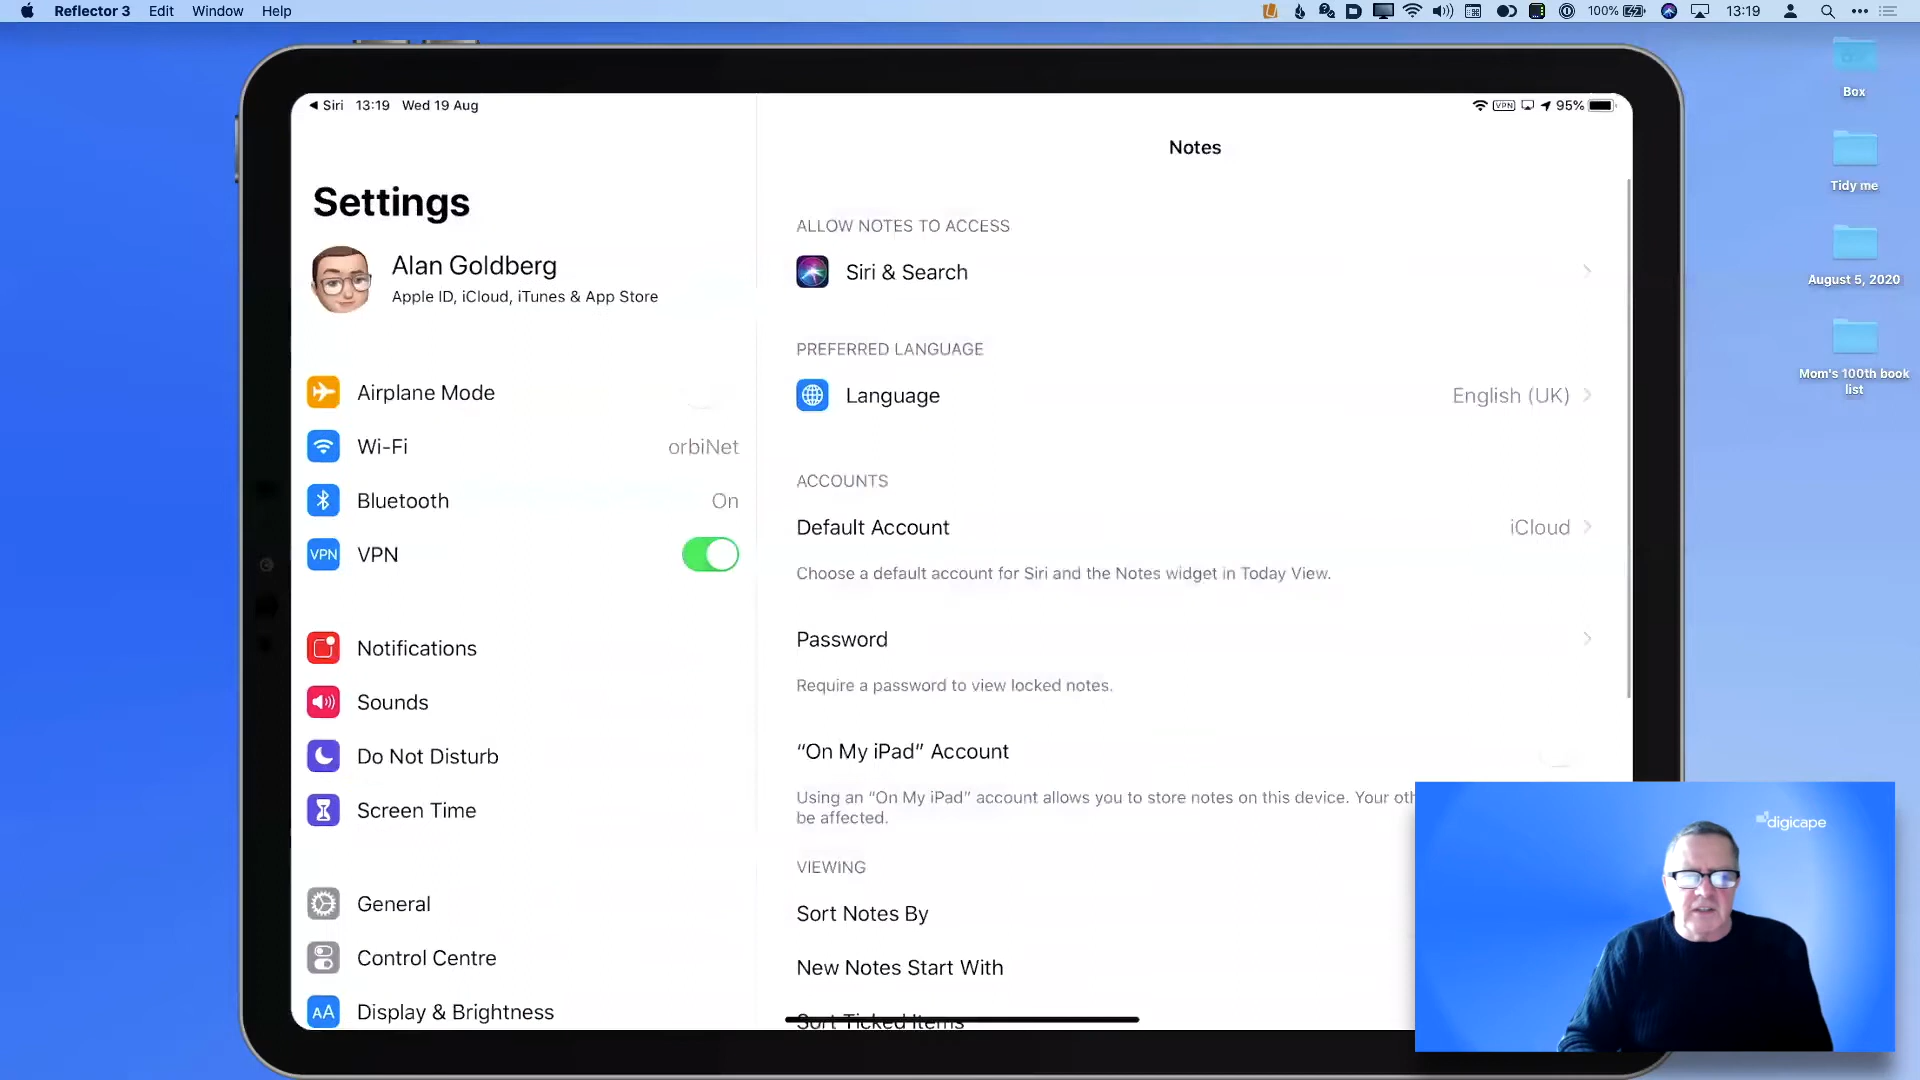 Reflector 3 Edit Window Help
100% 13:19
Box
Tidy me
August 5, 2020
Mom's 100th book
list
Siri 13:19 Wed 19 Aug
VPN 95%
Settings
Alan Goldberg
Apple ID, iCloud, iTunes & App Store
Airplane Mode
Wi-Fi orbiNet
Bluetooth On
VPN VPN
Notifications
Sounds
Do Not Disturb
Screen Time
General
Control Centre
AA Display & Brightness
Notes
ALLOW NOTES TO ACCESS
Siri & Search
PREFERRED LANGUAGE
Language English (UK)
ACCOUNTS
Default Account iCloud
Choose a default account for Siri and the Notes widget in Today View.
Password
Require a password to view locked notes.
“On My iPad” Account
Using an “On My iPad” account allows you to store notes on this device. Your
be affected.
VIEWING
Sort Notes By
New Notes Start With
Sort Ticked Items
digicape